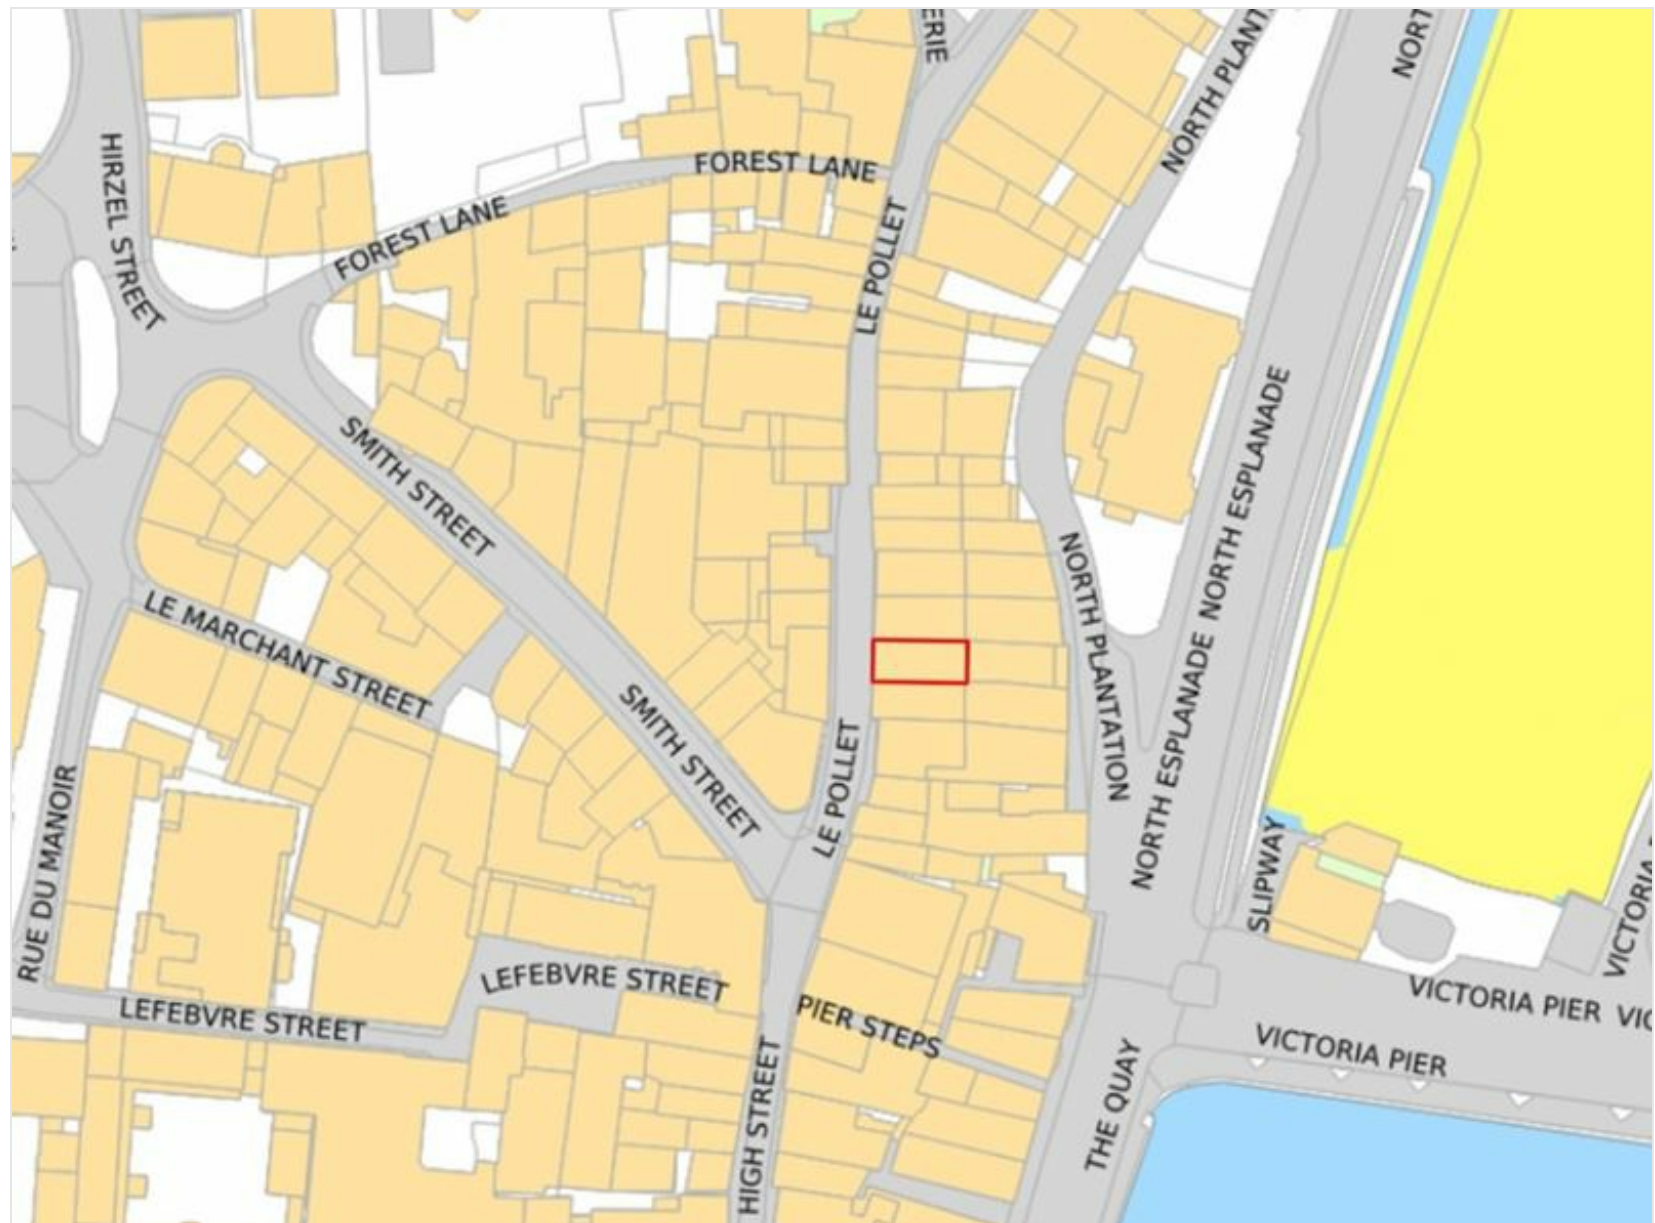 ERIE
NORTH PLANT
NORT
HIRZEL STREET
FOREST LANE
FOREST LANE
LE POLLET
SMITH STREET
NORTH ESPLANADE
NORTH PLANTATION
LE MARCHANT STREET
NORTH ESPLANADE
SMITH STREET
LE POLLET
RUE DU MANOIR
SLIPWAY
VICTORIA
LEFEBVRE STREET
LEFEBVRE STREET
PIER STEPS
VICTORIA PIER
VIC
VICTORIA PIER
THE QUAY
HIGH STREET